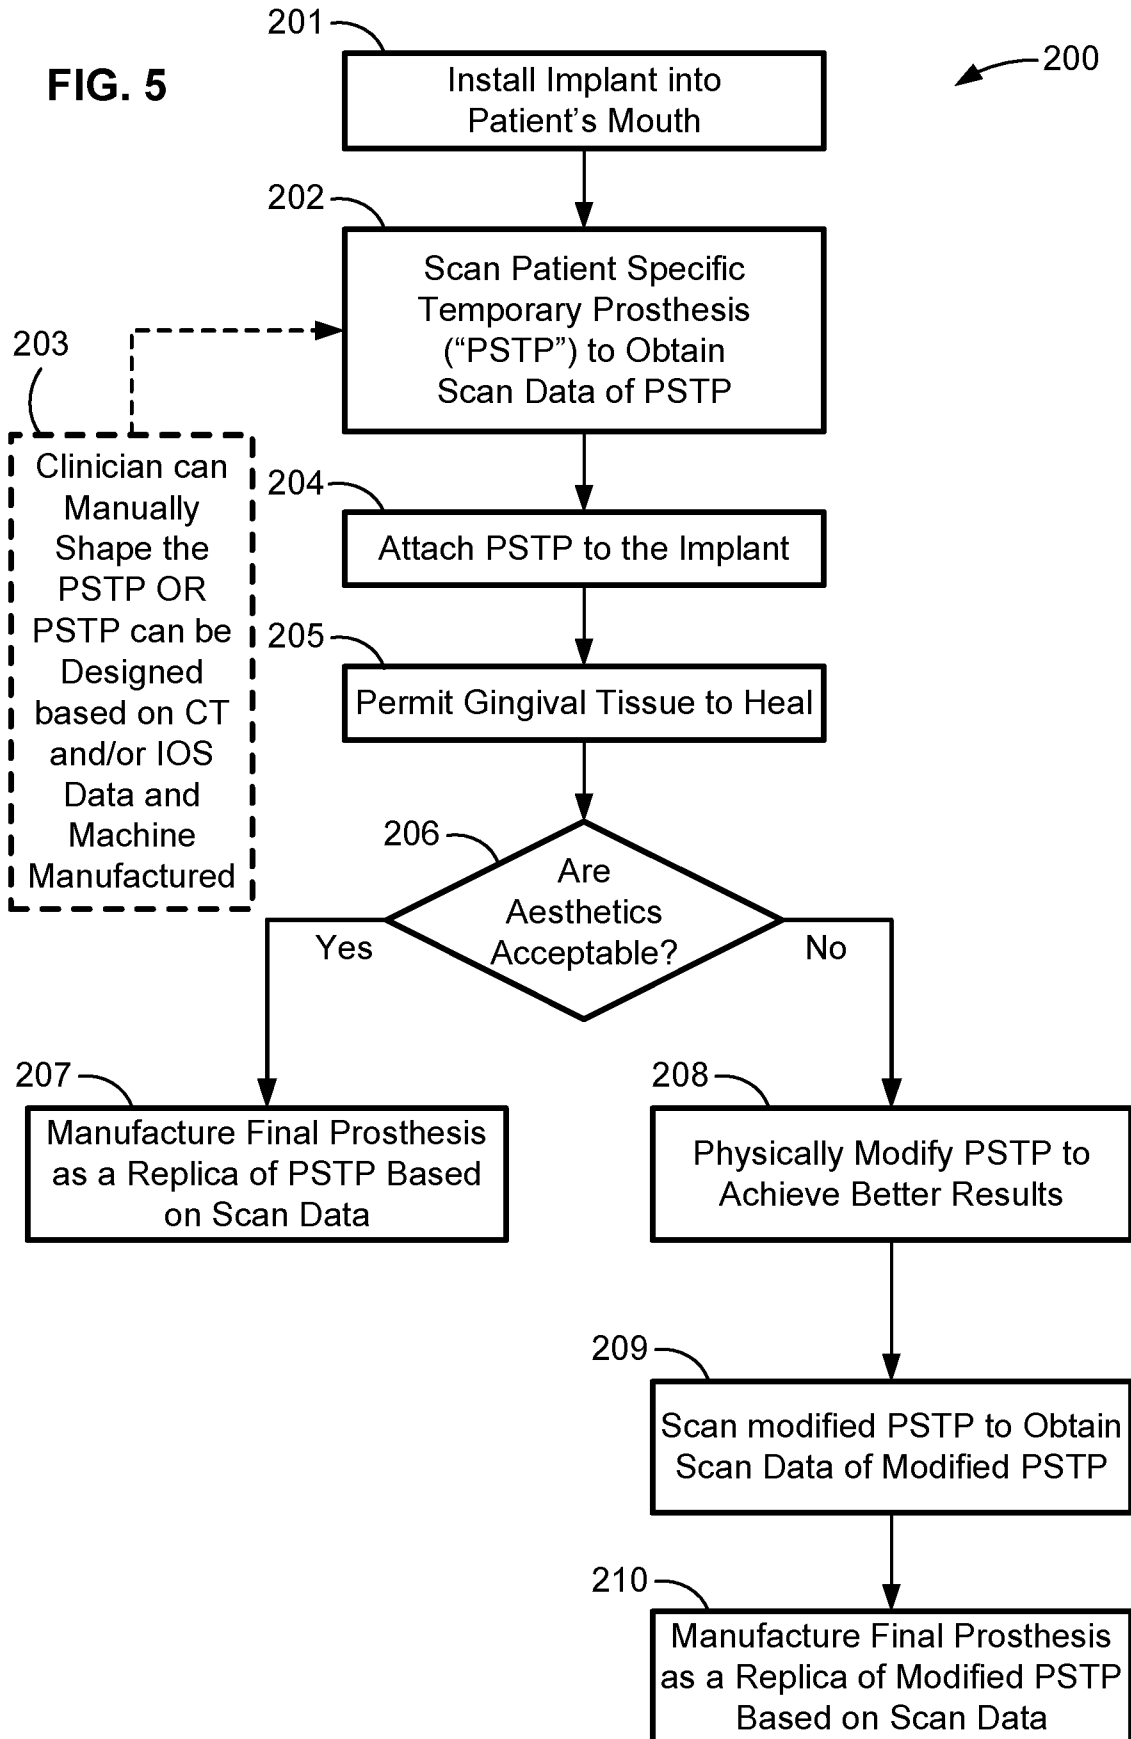 FIG. 5
200
201
Install Implant into
Patient’s Mouth
202
Scan Patient Specific
Temporary Prosthesis
(“PSTP”) to Obtain
Scan Data of PSTP
203
Clinician can
Manually
Shape the
PSTP OR
PSTP can be
Designed
based on CT
and/or IOS
Data and
Machine
Manufactured
204
Attach PSTP to the Implant
205
Permit Gingival Tissue to Heal
206
Are
Aesthetics
Acceptable?
Yes
No
207
Manufacture Final Prosthesis
as a Replica of PSTP Based
on Scan Data
208
Physically Modify PSTP to
Achieve Better Results
209
Scan modified PSTP to Obtain
Scan Data of Modified PSTP
210
Manufacture Final Prosthesis
as a Replica of Modified PSTP
Based on Scan Data